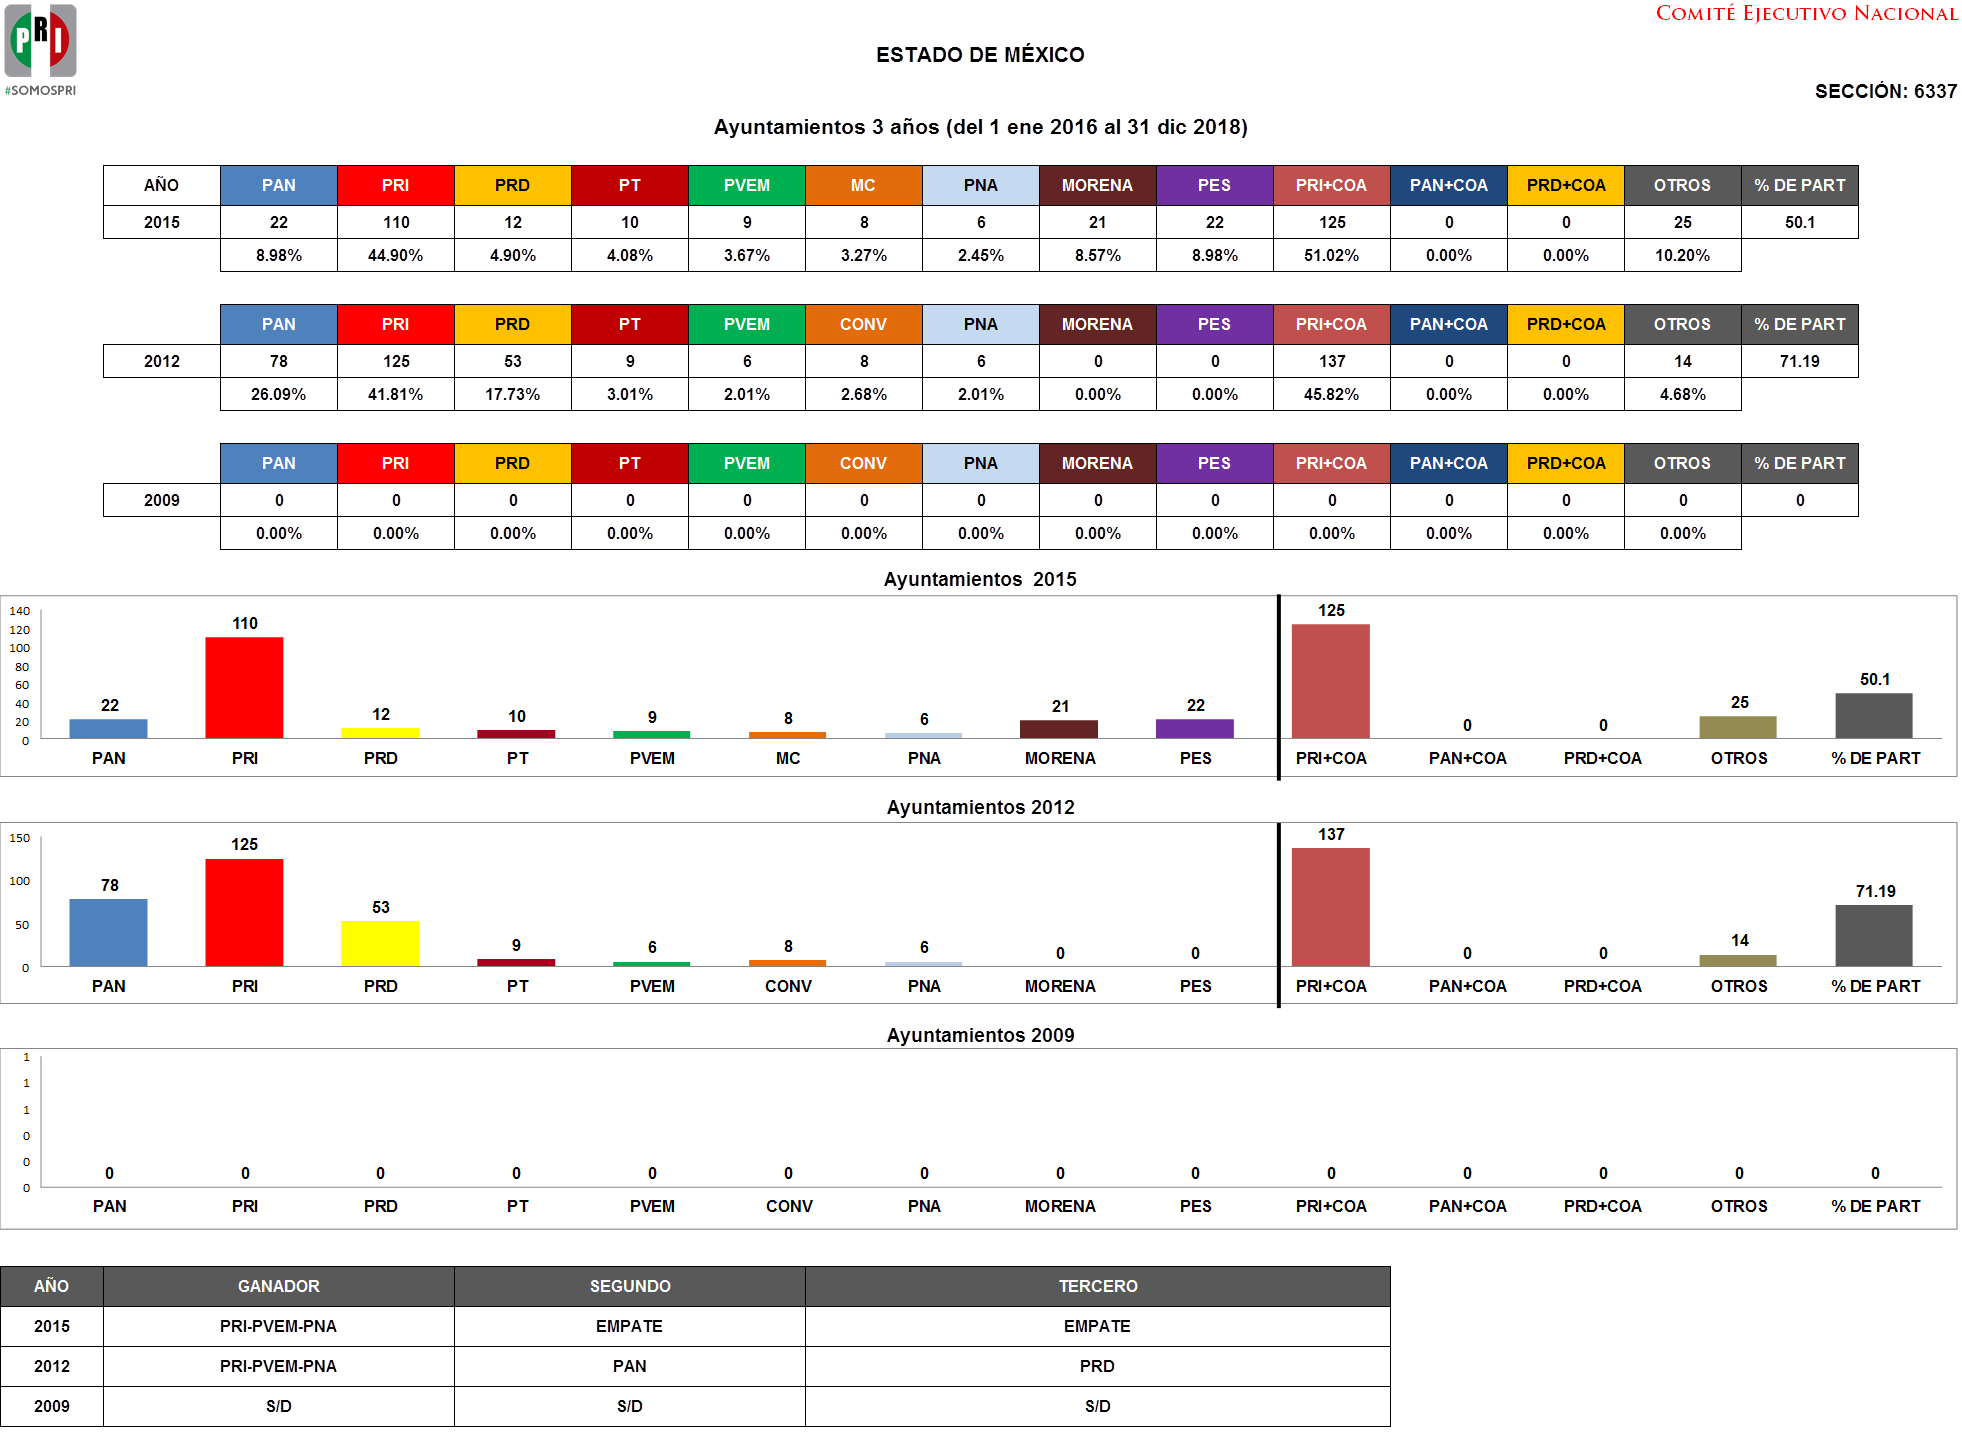 PRI
#SOMOSPRI
COMITÉ EJECUTIVO NACIONAL
ESTADO DE MÉXICO
SECCIÓN: 6337
Ayuntamientos 3 años (del 1 ene 2016 al 31 dic 2018)
AÑO PAN PRI PRD PT PVEM MC PNA MORENA PES PRI+COA PAN+COA PRD+COA OTROS % DE PART
2015 22 110 12 10 9 8 6 21 22 125 0 0 25 50.1
8.98% 44.90% 4.90% 4.08% 3.67% 3.27% 2.45% 8.57% 8.98% 51.02% 0.00% 0.00% 10.20%
PAN PRI PRD PT PVEM CONV PNA MORENA PES PRI+COA PAN+COA PRD+COA OTROS % DE PART
2012 78 125 53 9 6 8 6 0 0 137 0 0 14 71.19
26.09% 41.81% 17.73% 3.01% 2.01% 2.68% 2.01% 0.00% 0.00% 45.82% 0.00% 0.00% 4.68%
PAN PRI PRD PT PVEM CONV PNA MORENA PES PRI+COA PAN+COA PRD+COA OTROS % DE PART
2009 0 0 0 0 0 0 0 0 0 0 0 0 0 0
0.00% 0.00% 0.00% 0.00% 0.00% 0.00% 0.00% 0.00% 0.00% 0.00% 0.00% 0.00% 0.00%
Ayuntamientos 2015
140
120
100
80
60
40
20
0
22 110 12 10 9 8 6 21 22 125 0 0 25 50.1
PAN PRI PRD PT PVEM MC PNA MORENA PES PRI+COA PAN+COA PRD+COA OTROS % DE PART
Ayuntamientos 2012
150
100
50
0
78 125 53 9 6 8 6 0 0 137 0 0 14 71.19
PAN PRI PRD PT PVEM CONV PNA MORENA PES PRI+COA PAN+COA PRD+COA OTROS % DE PART
Ayuntamientos 2009
1
1
1
0
0
0
0 0 0 0 0 0 0 0 0 0 0 0 0 0
PAN PRI PRD PT PVEM CONV PNA MORENA PES PRI+COA PAN+COA PRD+COA OTROS % DE PART
AÑO GANADOR SEGUNDO TERCERO
2015 PRI-PVEM-PNA EMPATE EMPATE
2012 PRI-PVEM-PNA PAN PRD
2009 S/D S/D S/D